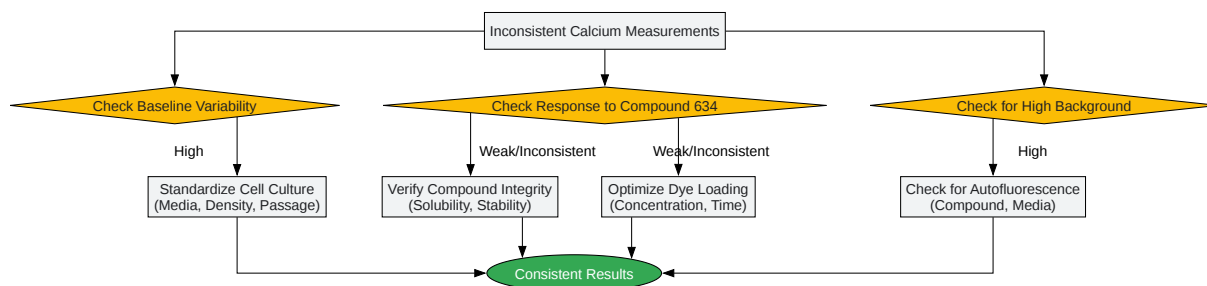 Inconsistent Calcium Measurements
Check Baseline Variability
Check Response to Compound 634
Check for High Background
High
Weak/Inconsistent
Weak/Inconsistent
High
Standardize Cell Culture
(Media, Density, Passage)
Verify Compound Integrity
(Solubility, Stability)
Optimize Dye Loading
(Concentration, Time)
Check for Autofluorescence
(Compound, Media)
Consistent Results